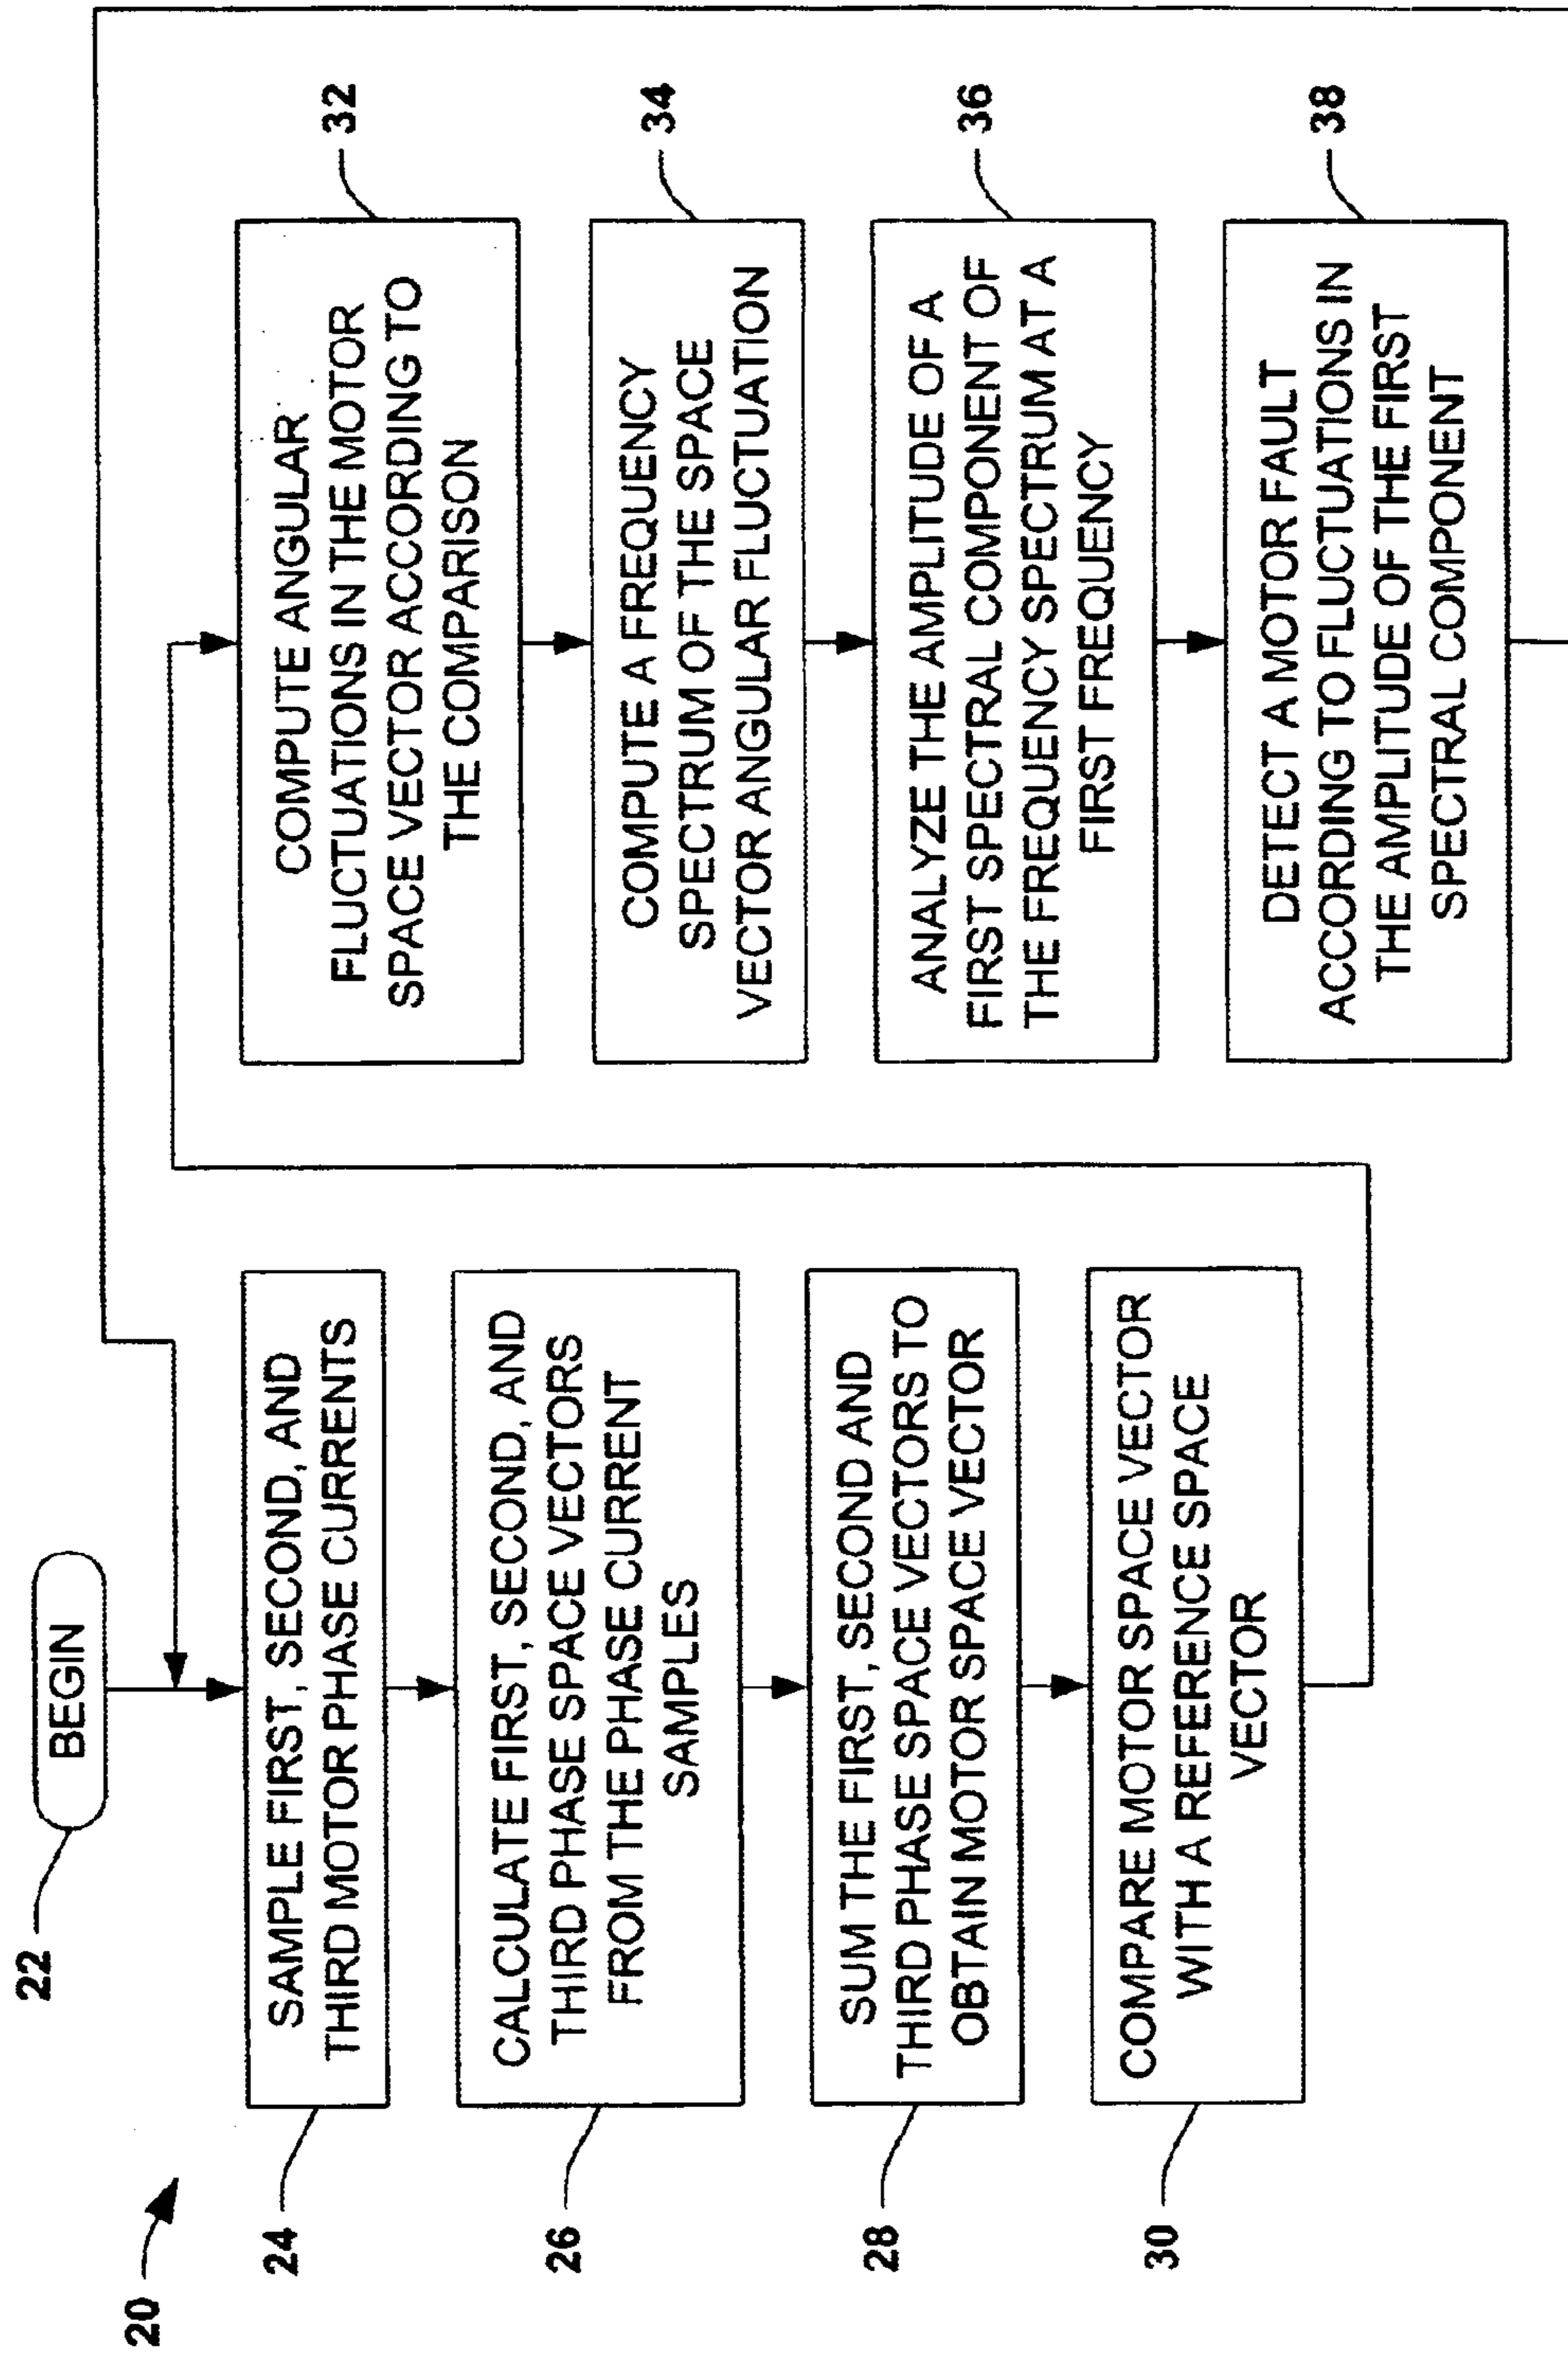 20
22
BEGIN
24
SAMPLE FIRST, SECOND, AND
THIRD MOTOR PHASE CURRENTS
26
CALCULATE FIRST, SECOND, AND
THIRD PHASE SPACE VECTORS
FROM THE PHASE CURRENT
SAMPLES
28
SUM THE FIRST, SECOND AND
THIRD PHASE SPACE VECTORS TO
OBTAIN MOTOR SPACE VECTOR
30
COMPARE MOTOR SPACE VECTOR
WITH A REFERENCE SPACE
VECTOR
32
COMPUTE ANGULAR
FLUCTUATIONS IN THE MOTOR
SPACE VECTOR ACCORDING TO
THE COMPARISON
34
COMPUTE A FREQUENCY
SPECTRUM OF THE SPACE
VECTOR ANGULAR FLUCTUATION
36
ANALYZE THE AMPLITUDE OF A
FIRST SPECTRAL COMPONENT OF
THE FREQUENCY SPECTRUM AT A
FIRST FREQUENCY
38
DETECT A MOTOR FAULT
ACCORDING TO FLUCTUATIONS IN
THE AMPLITUDE OF THE FIRST
SPECTRAL COMPONENT